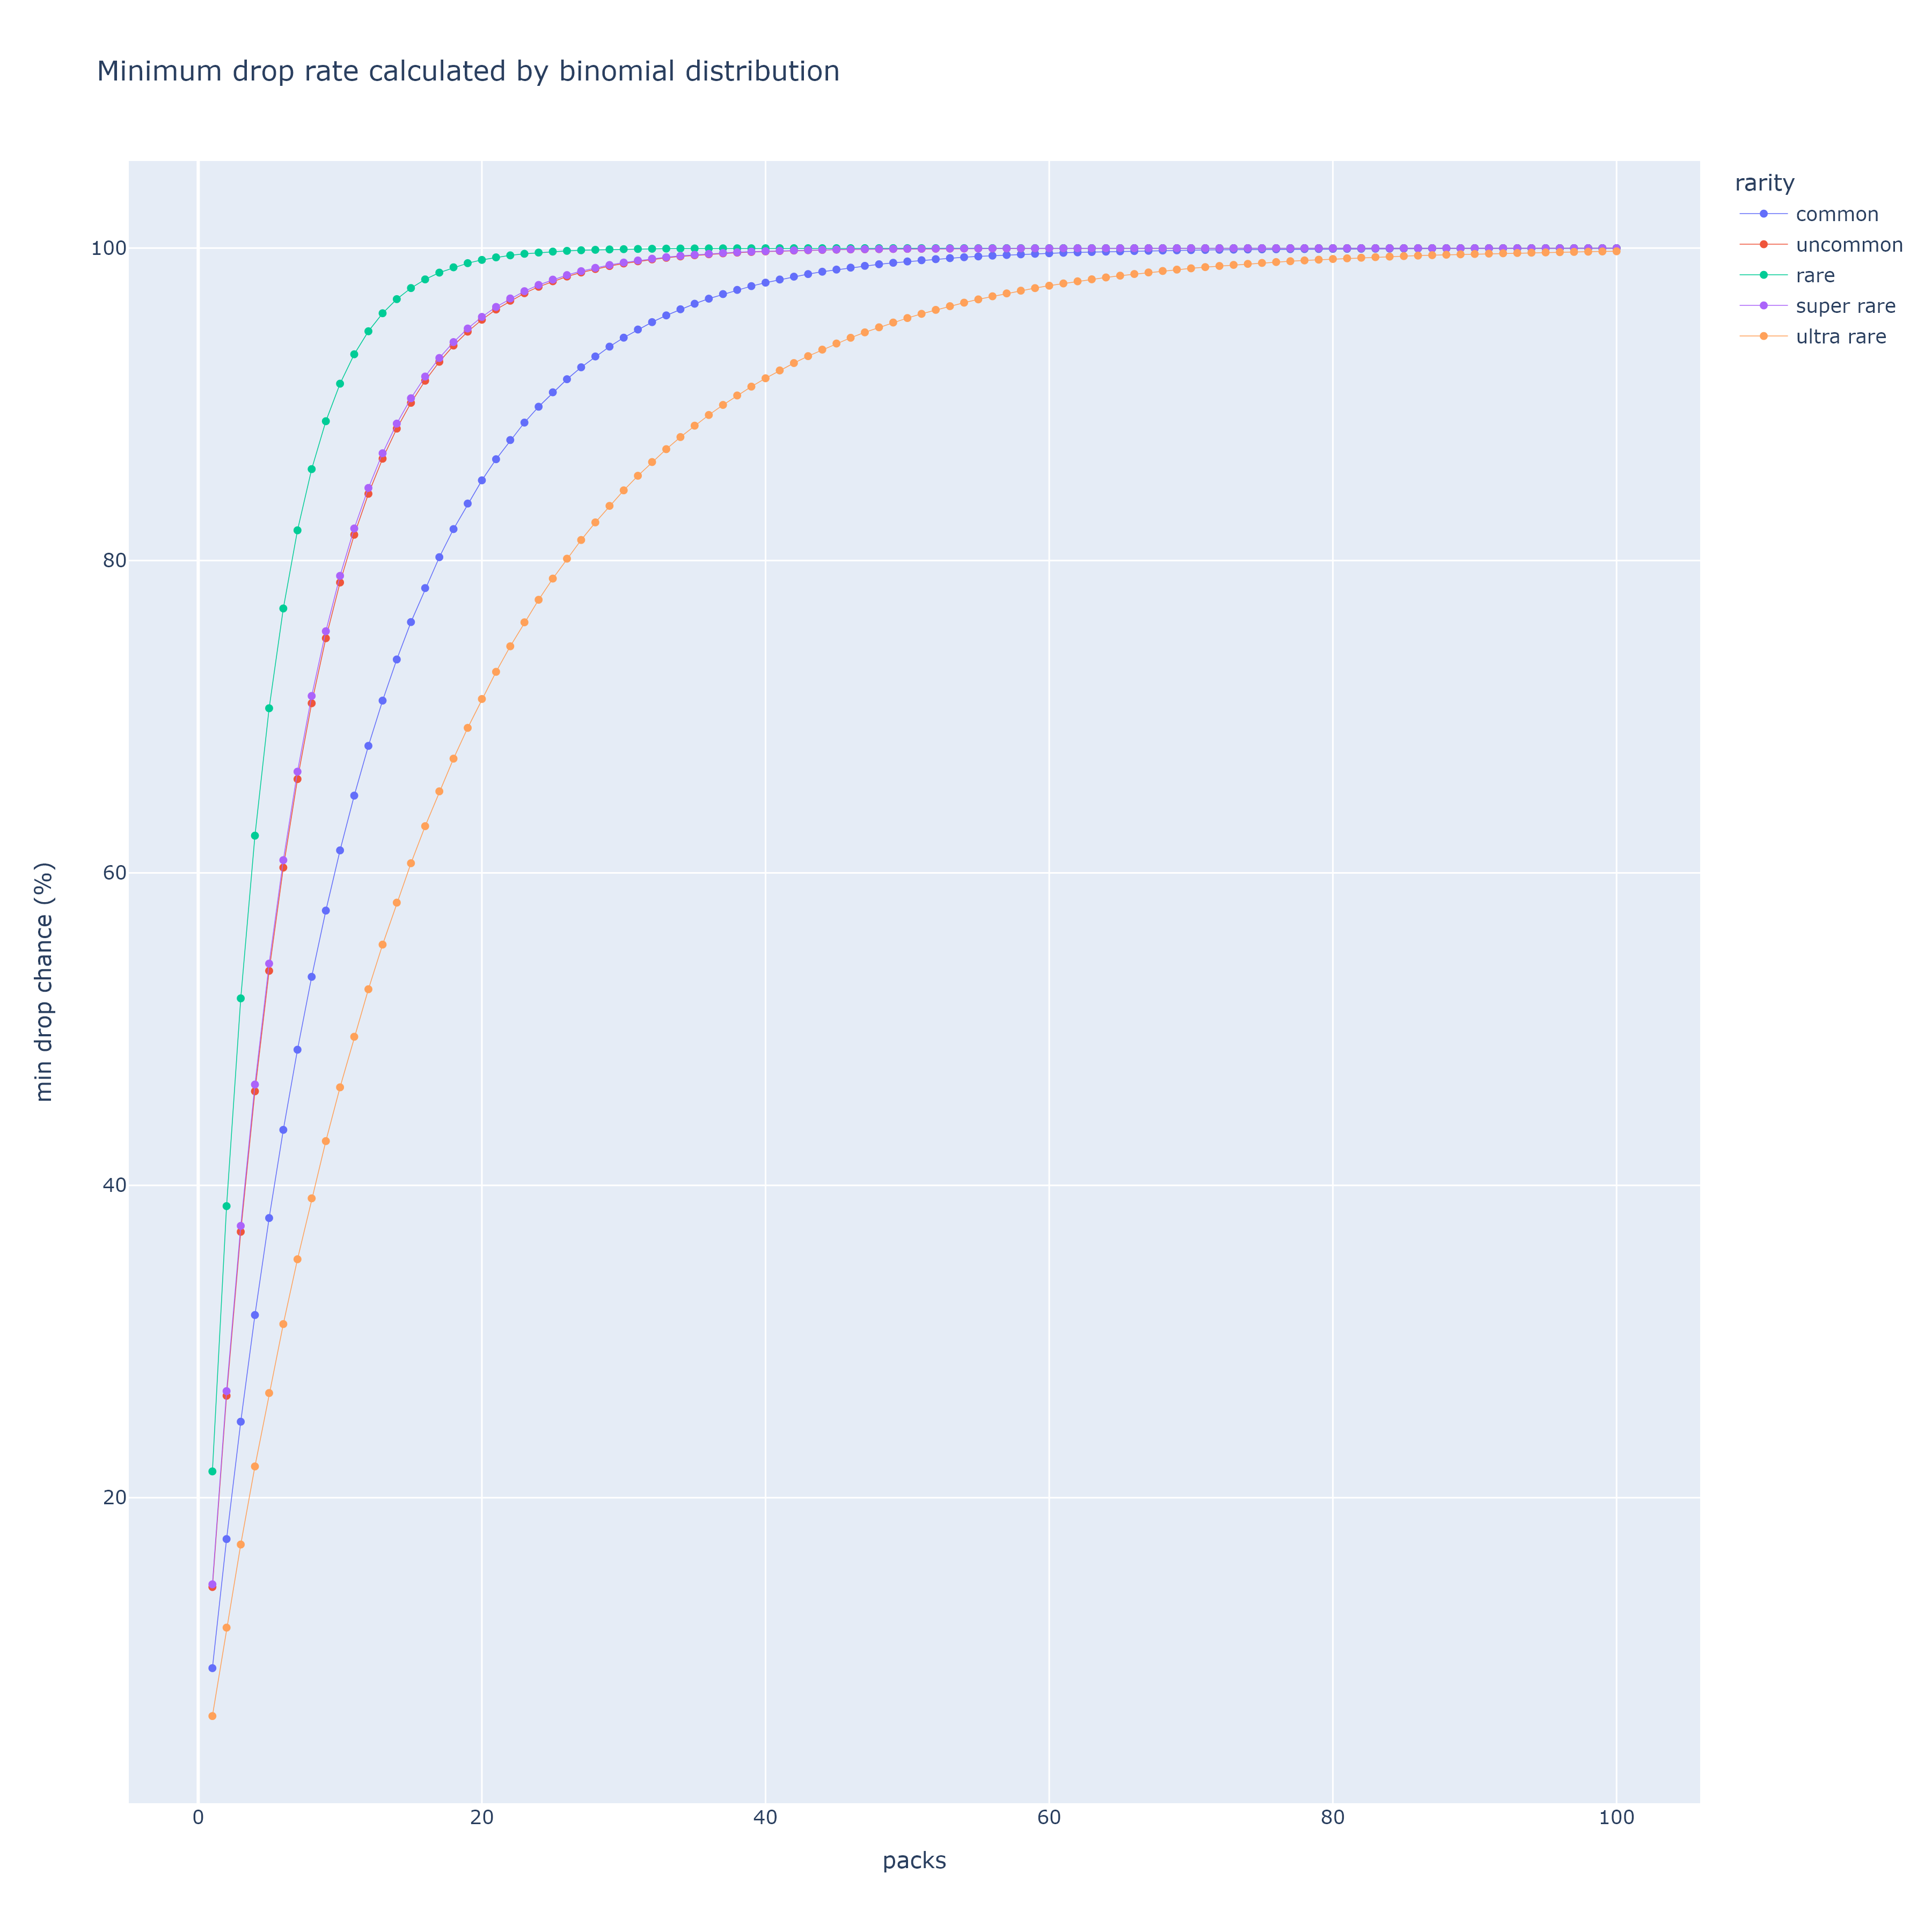 Minimum drop rate calculated by binomial distribution
rarity
common
uncommon
rare
super rare
ultra rare
100
80
60
40
20
min drop chance (%)
0
20
40
60
80
100
packs